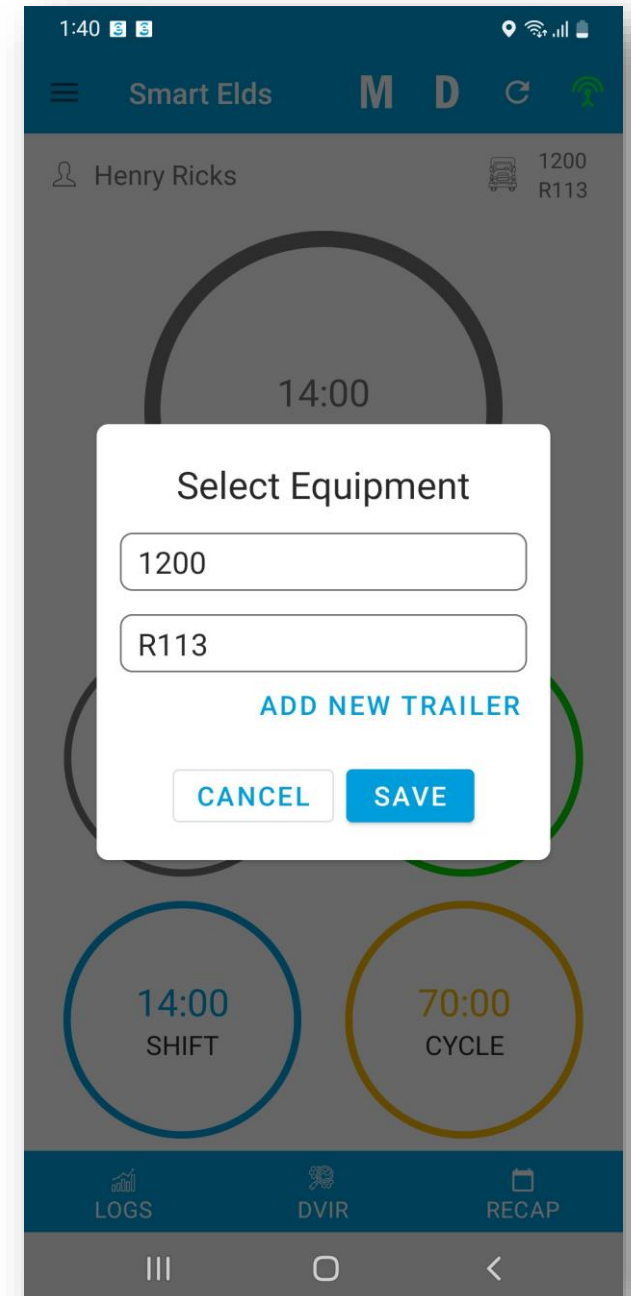 1:40
Smart Elds M D
Henry Ricks
1200
R113
14:00
Select Equipment
1200
R113
ADD NEW TRAILER
CANCEL SAVE
14:00 70:00
SHIFT CYCLE
LOGS DVIR RECAP